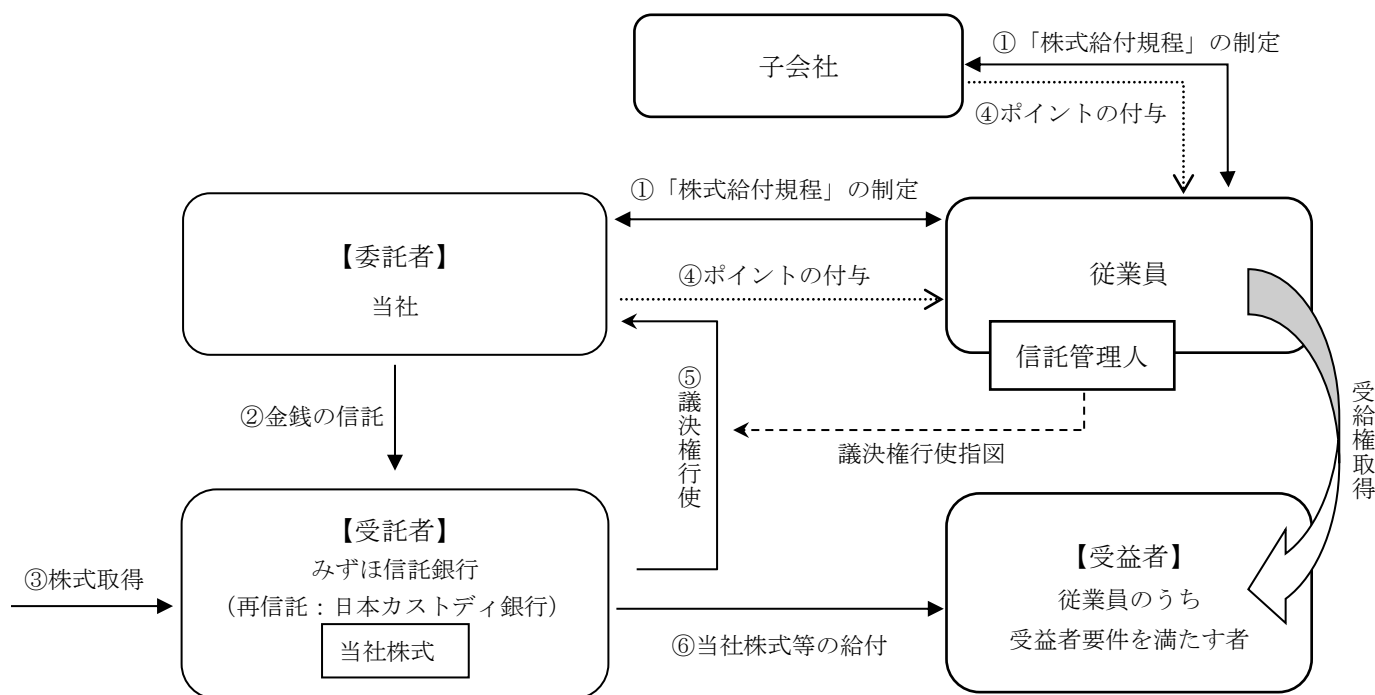 ①「株式給付規程」の制定
子会社
④ポイントの付与
①「株式給付規程」の制定
【委託者】
当社
④ポイントの付与
従業員
信託管理人
②金銭の信託
⑤議決権行使
議決権行使指図
受給権取得
【受託者】
みずほ信託銀行
(再信託：日本カストディ銀行)
当社株式
③株式取得
⑥当社株式等の給付
【受益者】
従業員のうち
受益者要件を満たす者